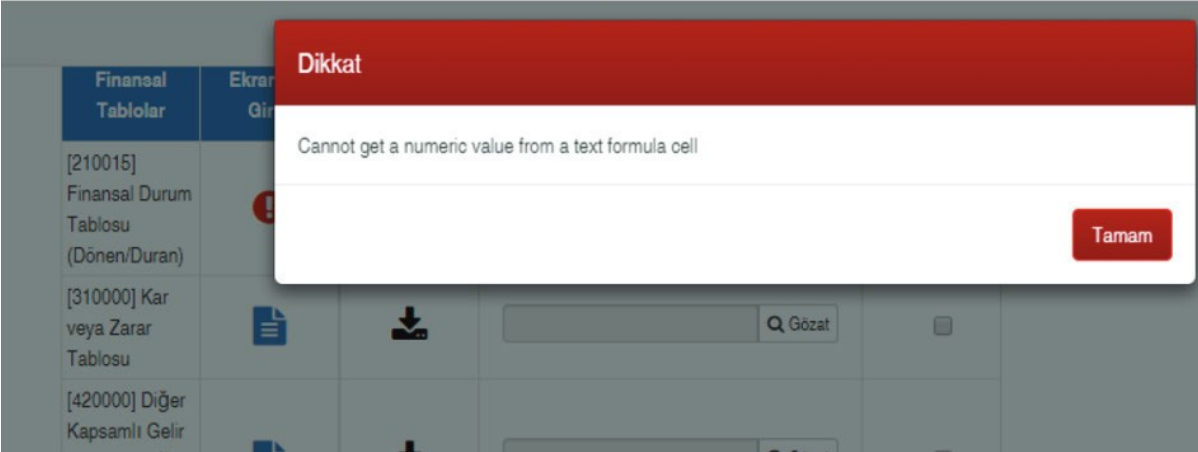 Dikkat
Cannot get a numeric value from a text formula cell
Tamam
Finansal
Tablolar
[210015]
Finansal Durum
Tablosu
(Dönen/Duran)
[310000] Kar
veya Zarar
Tablosu
Gözat
[420000] Diğer
Kapsamlı Gelir